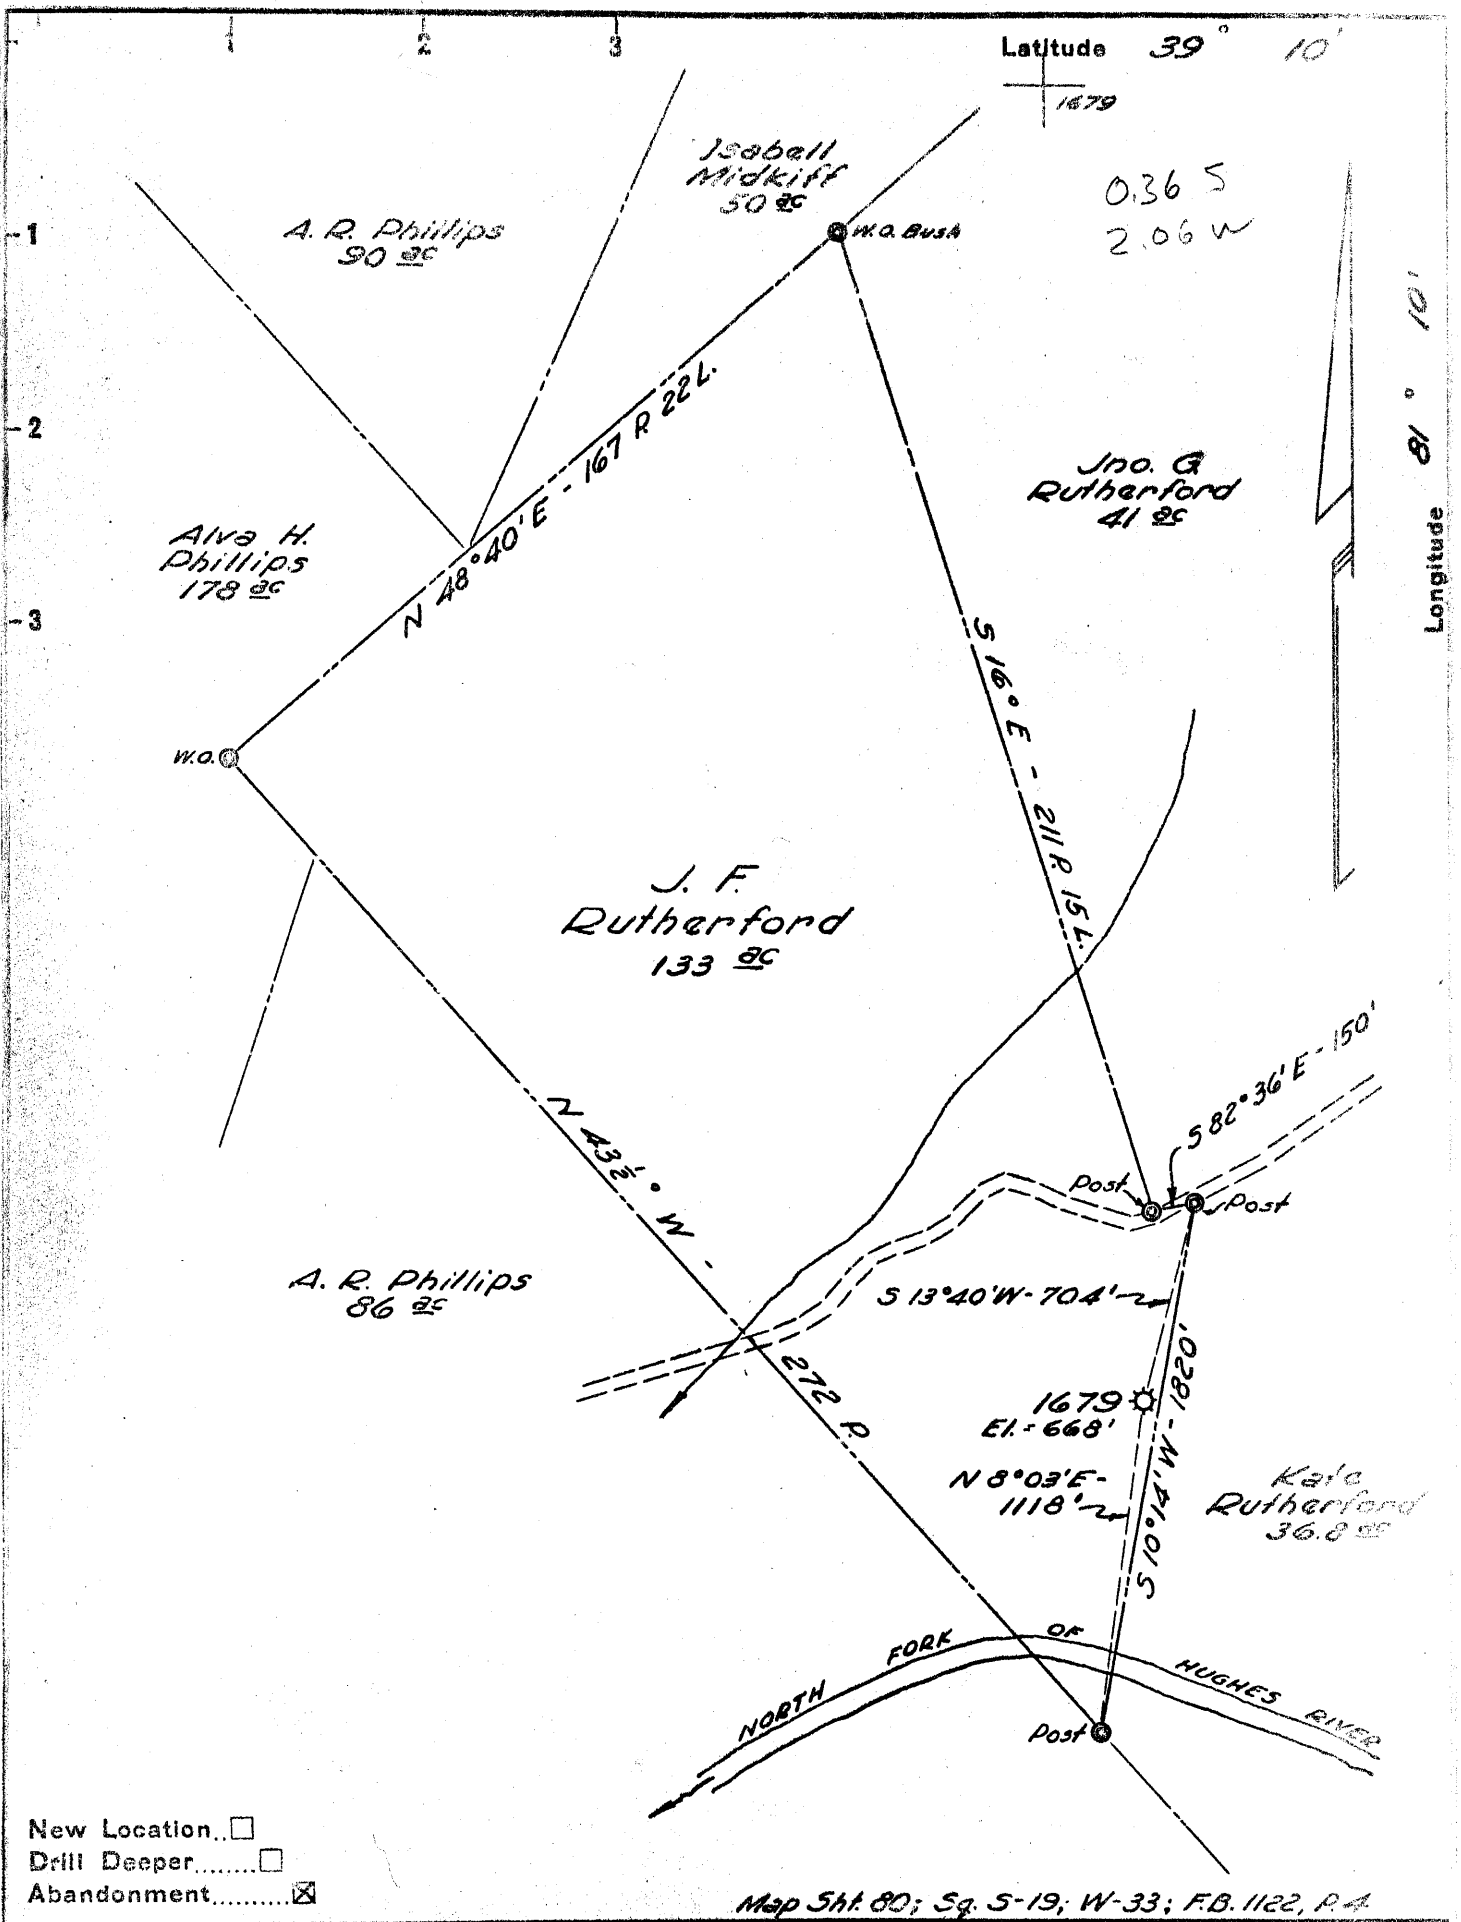 1 2 3
Latitude 39° 10'
1679
0.36 S
2.06 W
Longitude 81° 10'
1
2
3
Isabell
Midkiff
50 ac
A. R. Phillips
90 ac
W.O. Bush
N 48°40' E - 167 P. 22 L.
Jno. G
Rutherford
41 ac
Alva H.
Phillips
178 ac
S 16° E - 211 P. 15 L.
W.O.
J. F.
Rutherford
133 ac
N 43½° W - 272 P.
S 82°36' E - 150'
Post
Post
A. R. Phillips
86 ac
S 13°40' W - 704'
1679
El. = 668'
S 10°14' W - 1820'
N 8°03' E -
1118'
Kate
Rutherford
36.8 ac
NORTH FORK OF HUGHES RIVER
Post
New Location..☐
Drill Deeper........☐
Abandonment..........☒
Map Sht. 80; Sq. S-19; W-33; F.B. 1122, P. 4